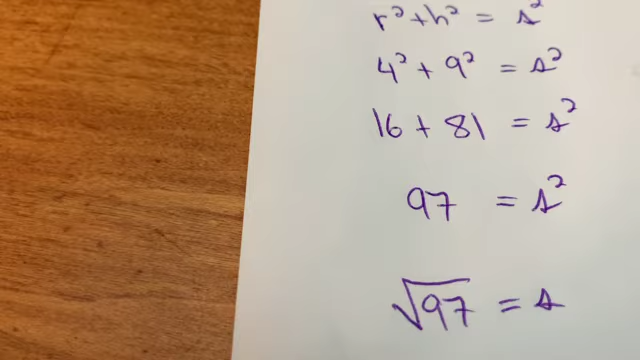 r² + h² = s²
4² + 9² = s²
16 + 81 = s²
97 = s²
√97 = s